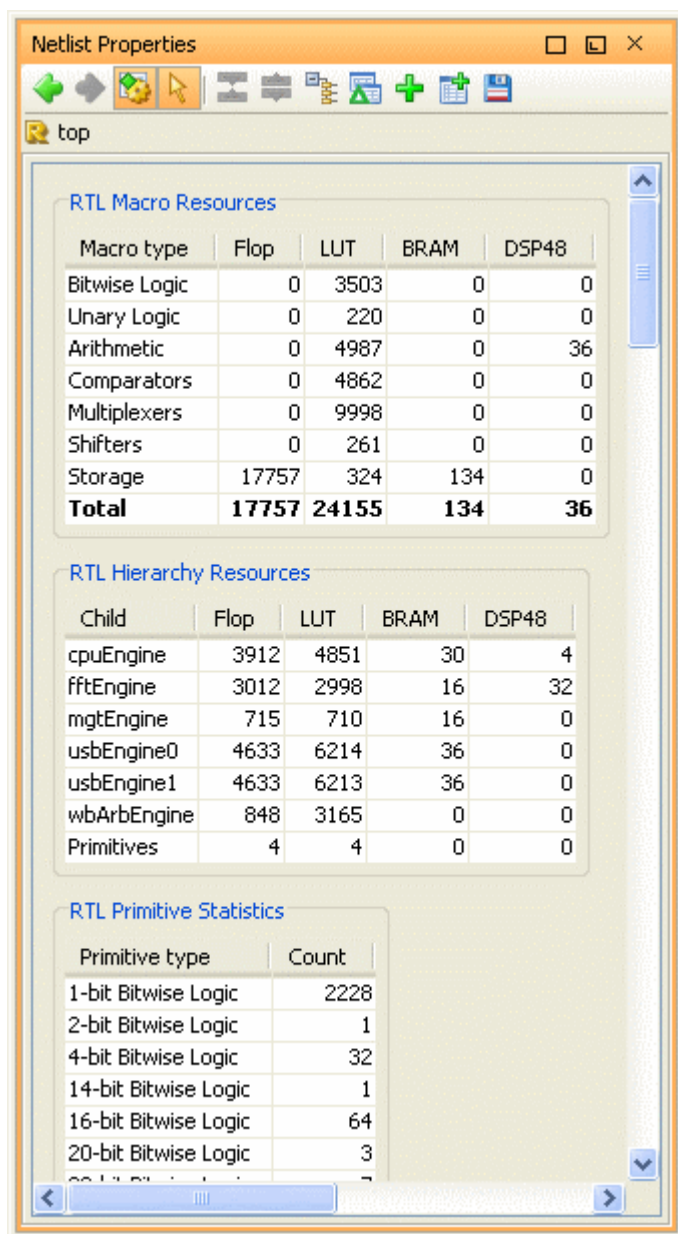 Netlist Properties
top
RTL Macro Resources
Macro type Flop LUT BRAM DSP48
Bitwise Logic 0 3503 0 0
Unary Logic 0 220 0 0
Arithmetic 0 4987 0 36
Comparators 0 4862 0 0
Multiplexers 0 9998 0 0
Shifters 0 261 0 0
Storage 17757 324 134 0
Total 17757 24155 134 36
RTL Hierarchy Resources
Child Flop LUT BRAM DSP48
cpuEngine 3912 4851 30 4
fftEngine 3012 2998 16 32
mgtEngine 715 710 16 0
usbEngine0 4633 6214 36 0
usbEngine1 4633 6213 36 0
wbArbEngine 848 3165 0 0
Primitives 4 4 0 0
RTL Primitive Statistics
Primitive type Count
1-bit Bitwise Logic 2228
2-bit Bitwise Logic 1
4-bit Bitwise Logic 32
14-bit Bitwise Logic 1
16-bit Bitwise Logic 64
20-bit Bitwise Logic 3